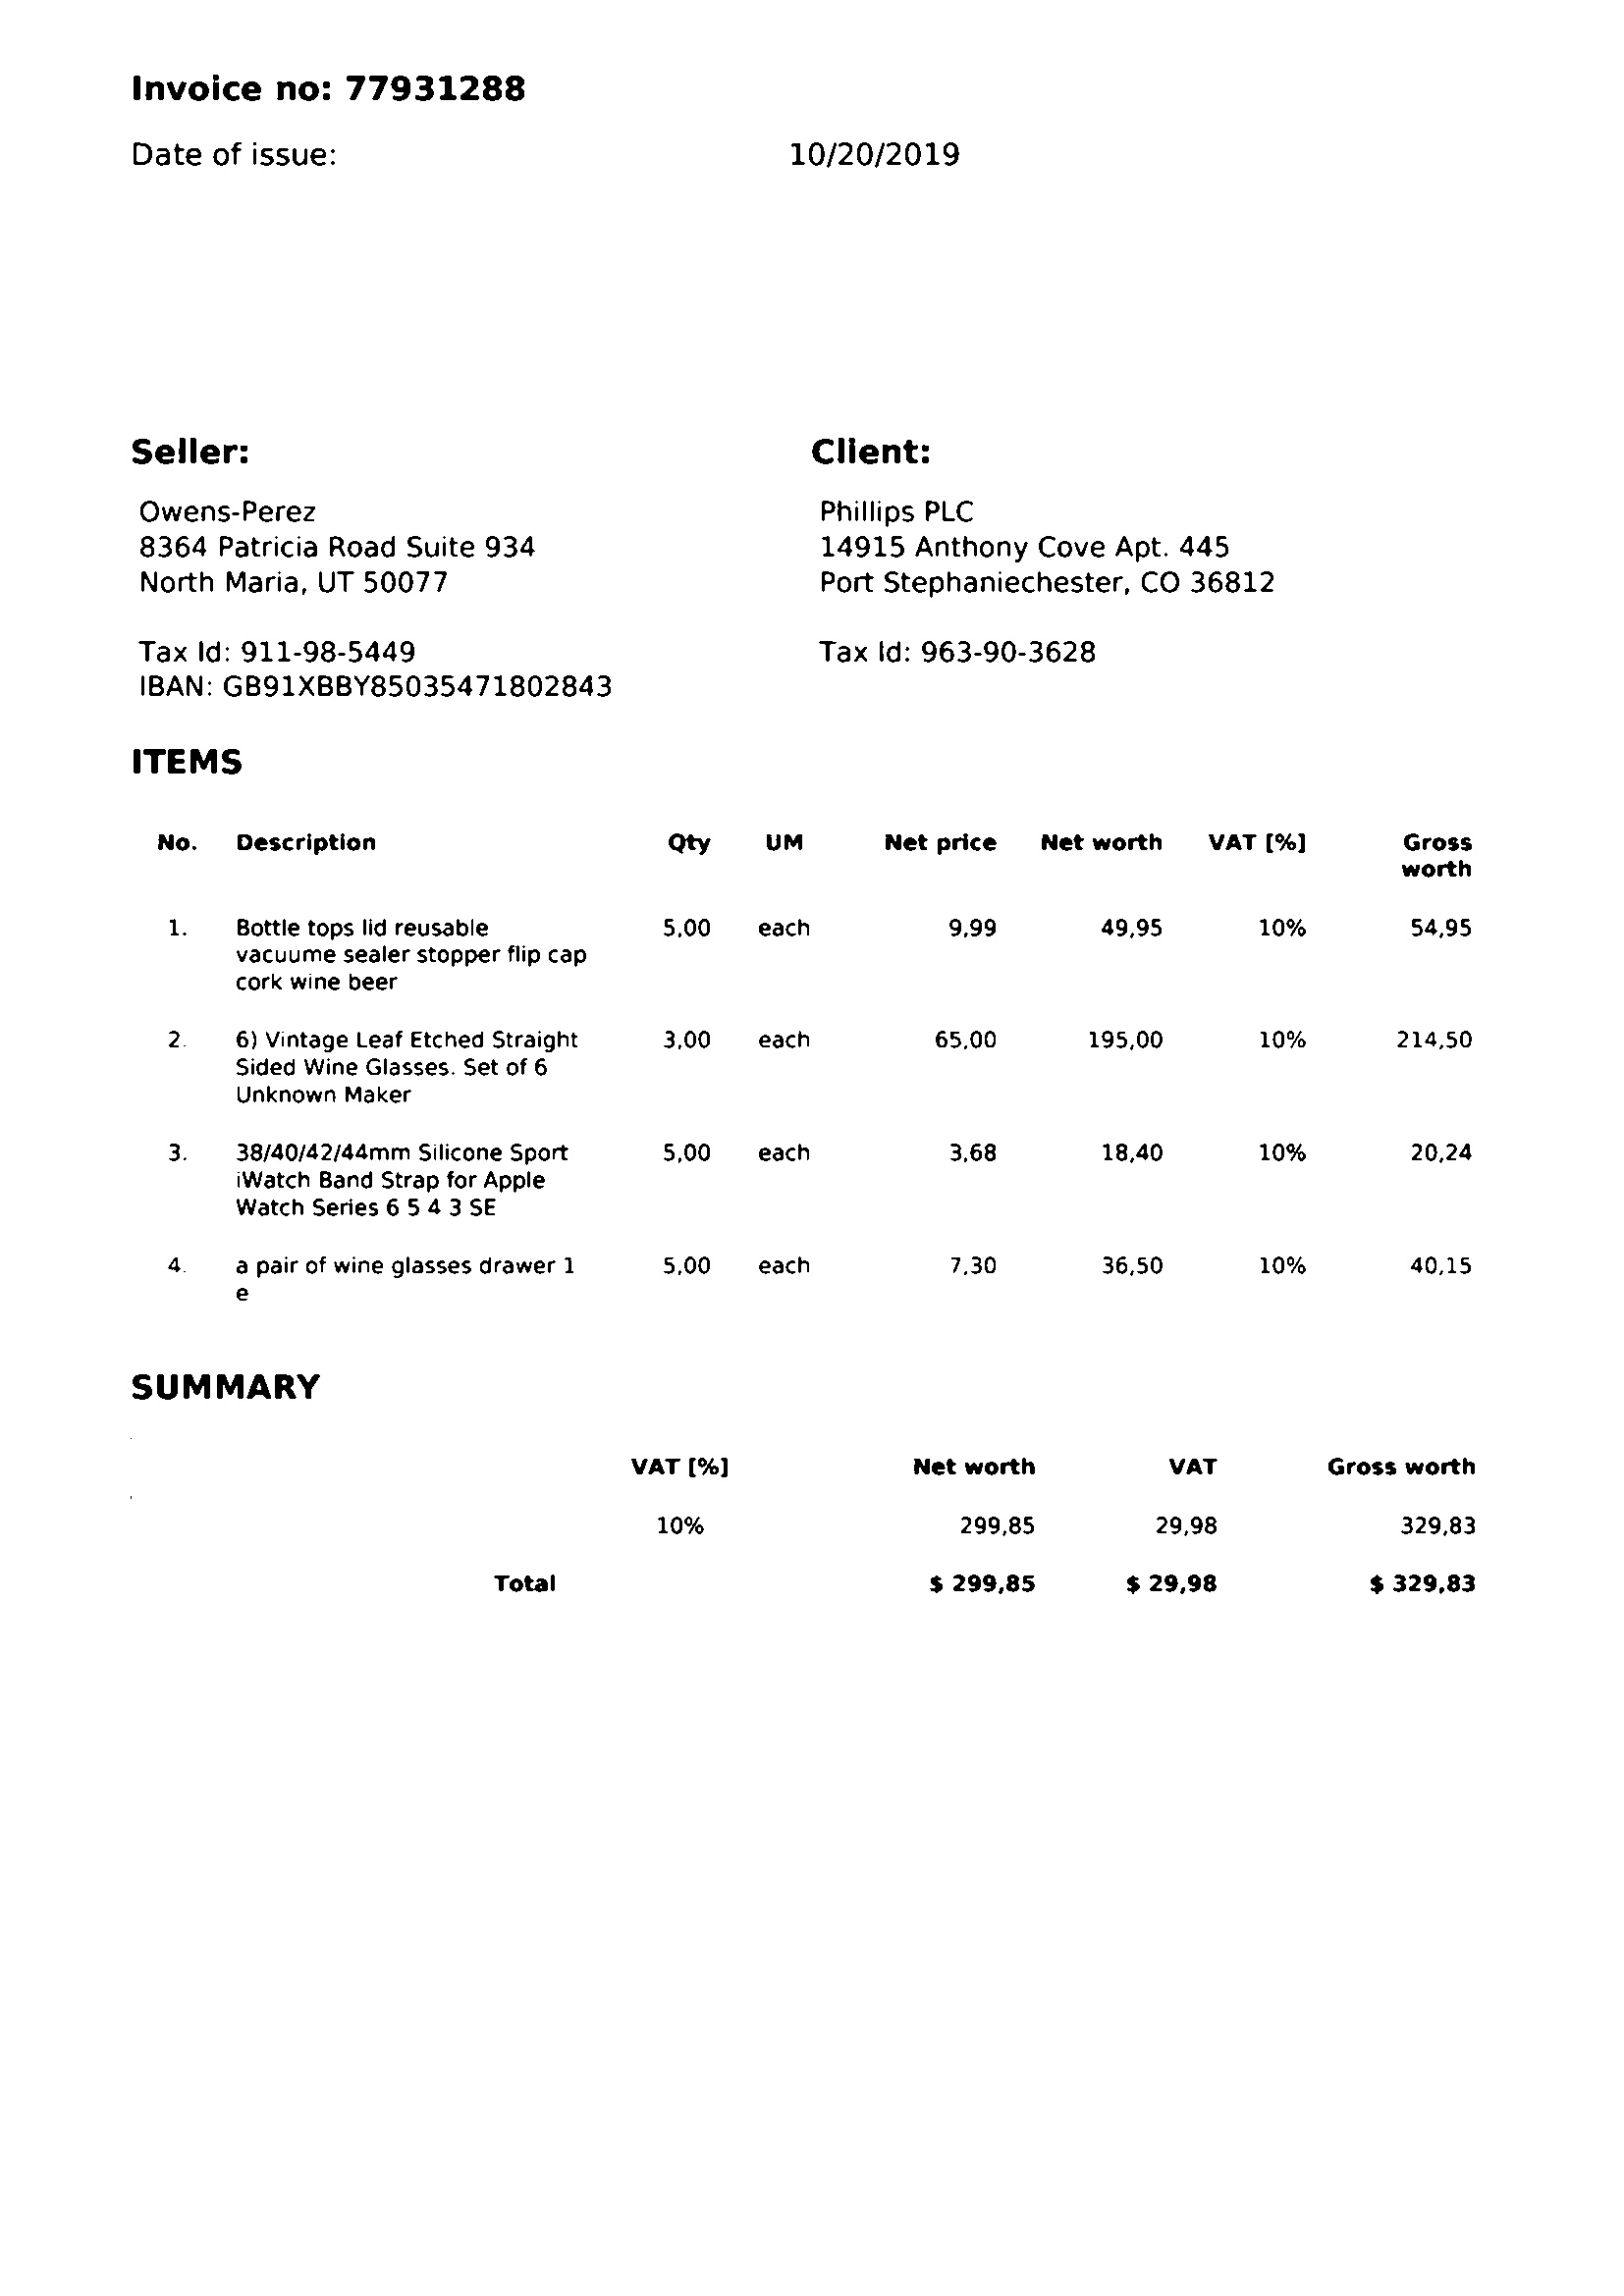 Invoice no: 77931288
Date of issue: 10/20/2019
Seller:
Owens-Perez
8364 Patricia Road Suite 934
North Maria, UT 50077
Tax Id: 911-98-5449
IBAN: GB91XBBY85035471802843
Client:
Phillips PLC
14915 Anthony Cove Apt. 445
Port Stephaniechester, CO 36812
Tax Id: 963-90-3628
ITEMS
No. Description Qty UM Net price Net worth VAT [%] Gross
worth
1. Bottle tops lid reusable 5,00 each 9,99 49,95 10% 54,95
vacuume sealer stopper flip cap
cork wine beer
2. 6) Vintage Leaf Etched Straight 3,00 each 65,00 195,00 10% 214,50
Sided Wine Glasses. Set of 6
Unknown Maker
3. 38/40/42/44mm Silicone Sport 5,00 each 3,68 18,40 10% 20,24
iWatch Band Strap for Apple
Watch Series 6 5 4 3 SE
4. a pair of wine glasses drawer 1 5,00 each 7,30 36,50 10% 40,15
e
SUMMARY
VAT [%] Net worth VAT Gross worth
10% 299,85 29,98 329,83
Total $ 299,85 $ 29,98 $ 329,83